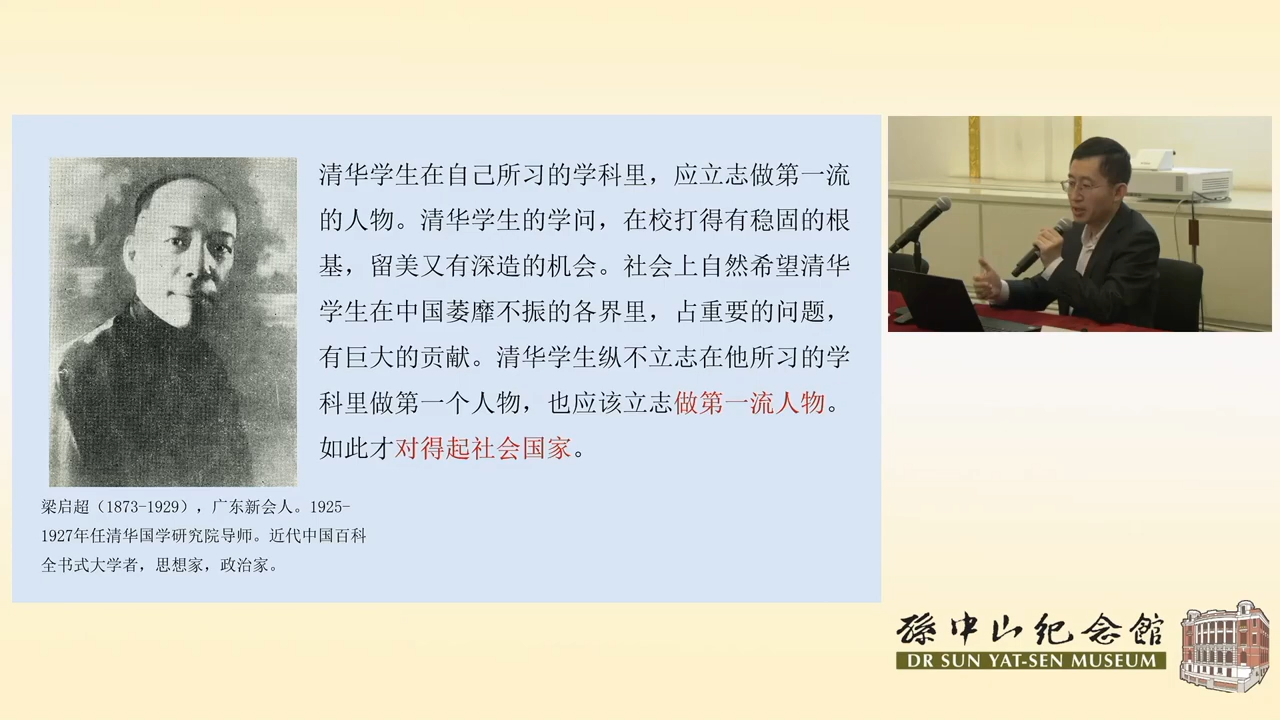 清华学生在自己所习的学科里，应立志做第一流
的人物。清华学生的学问，在校打得有稳固的根
基，留美又有深造的机会。社会上自然希望清华
学生在中国萎靡不振的各界里，占重要的问题，
有巨大的贡献。清华学生纵不立志在他所习的学
科里做第一个人物，也应该立志做第一流人物。
如此才对得起社会国家。
梁启超（1873-1929），广东新会人。1925-
1927年任清华国学研究院导师。近代中国百科
全书式大学者，思想家，政治家。
孫中山紀念館
DR SUN YAT-SEN MUSEUM